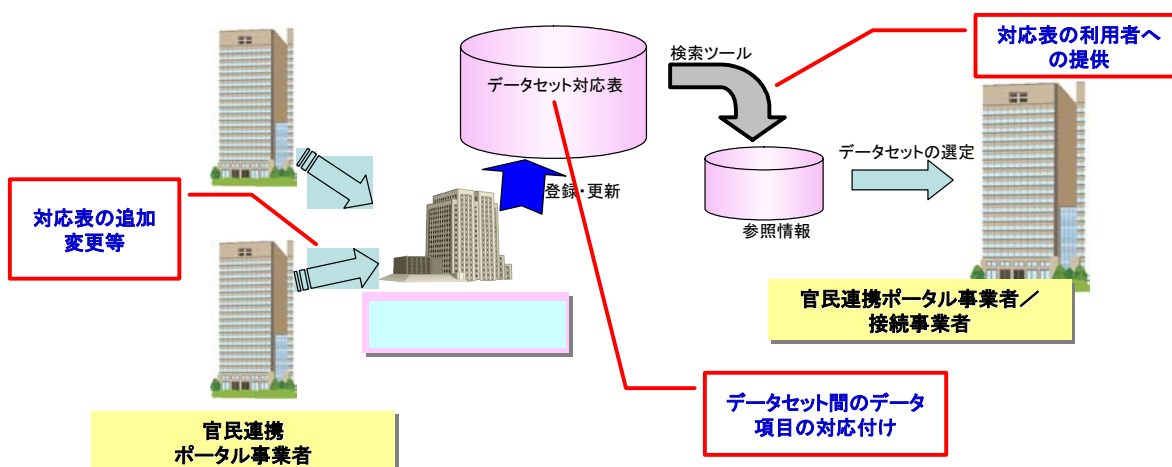 対応表の利用者へ
の提供
検索ツール
データセット対応表
データセットの選定
登録・更新
参照情報
対応表の追加
変更等
官民連携ポータル事業者／
接続事業者
データセット間のデータ
項目の対応付け
官民連携
ポータル事業者